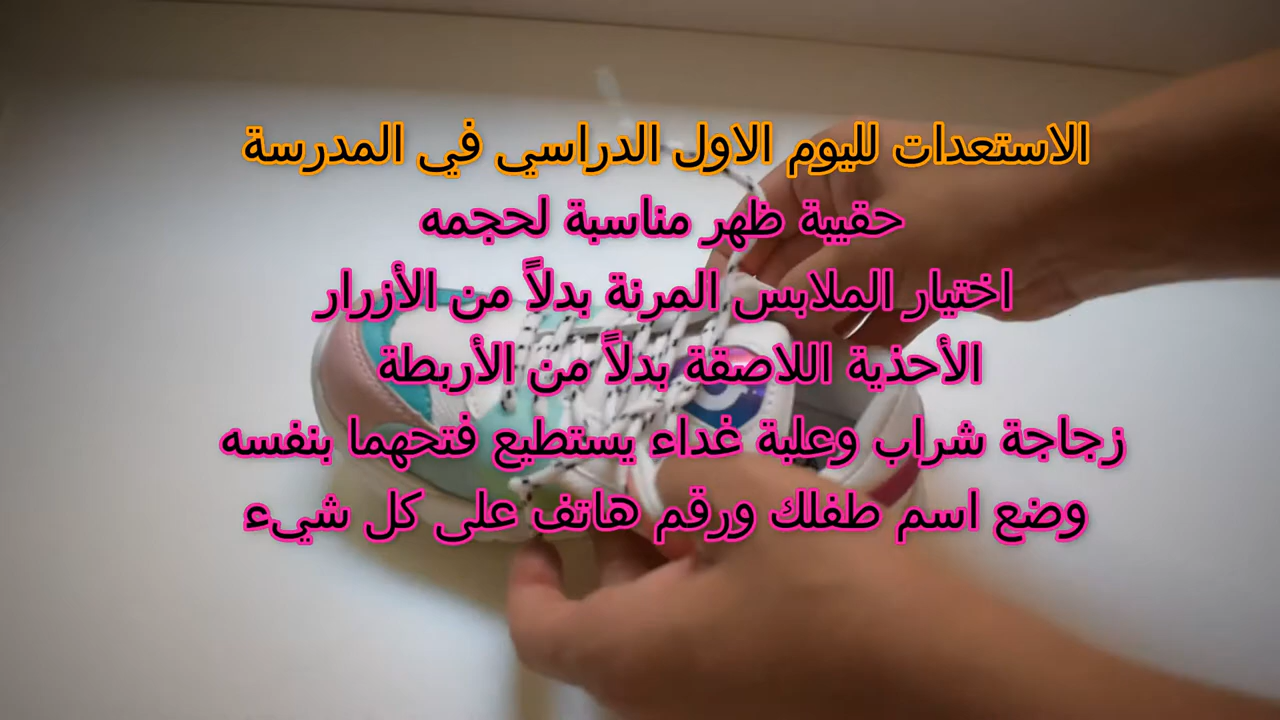 الاستعدات لليوم الاول الدراسي في المدرسة
حقيبة ظهر مناسبة لحجمه
اختيار الملابس المرنة بدلاً من الأزرار
الأحذية اللاصقة بدلاً من الأربطة
زجاجة شراب وعلبة غداء يستطيع فتحهما بنفسه
وضع اسم طفلك ورقم هاتف على كل شيء